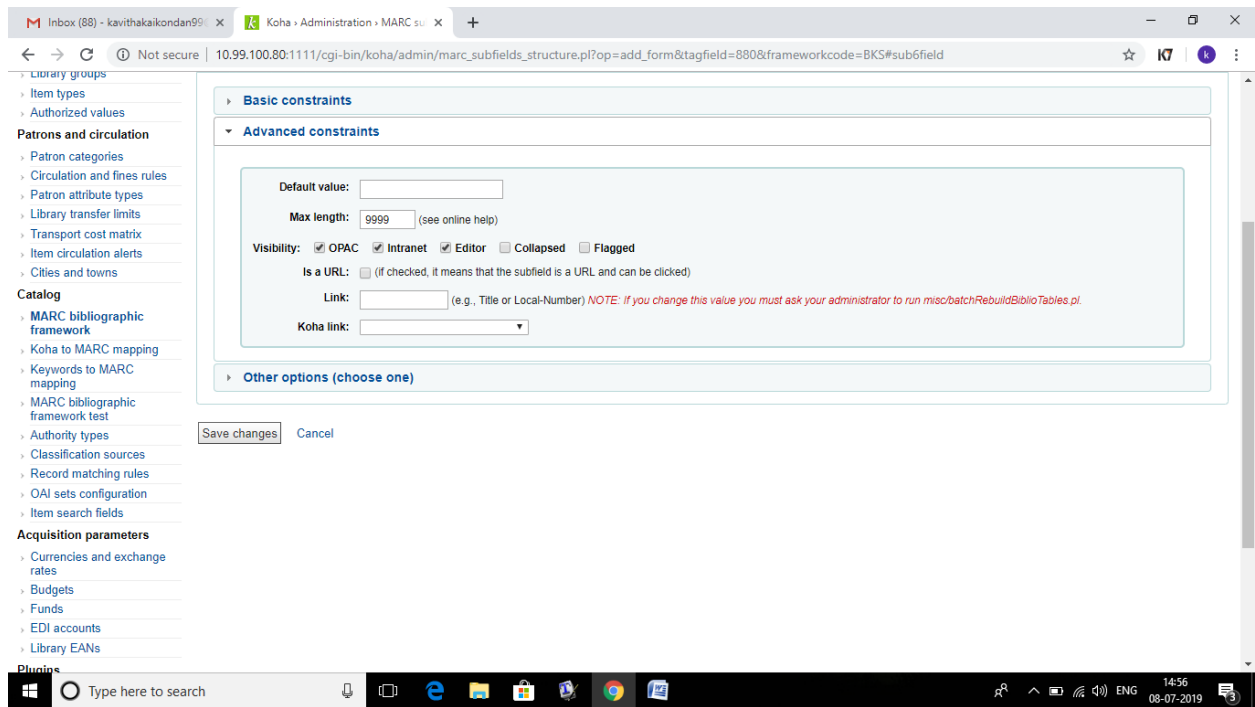 Inbox (88) - kavithakaikondan99
Koha › Administration › MARC su
Not secure
10.99.100.80:1111/cgi-bin/koha/admin/marc_subfields_structure.pl?op=add_form&tagfield=880&frameworkcode=BKS#sub6field
K7
k
Library groups
Item types
Authorized values
Patrons and circulation
Patron categories
Circulation and fines rules
Patron attribute types
Library transfer limits
Transport cost matrix
Item circulation alerts
Cities and towns
Catalog
MARC bibliographic
framework
Koha to MARC mapping
Keywords to MARC
mapping
MARC bibliographic
framework test
Authority types
Classification sources
Record matching rules
OAI sets configuration
Item search fields
Acquisition parameters
Currencies and exchange
rates
Budgets
Funds
EDI accounts
Library EANs
Plugins
Basic constraints
Advanced constraints
Default value:
Max length: 9999 (see online help)
Visibility: OPAC Intranet Editor Collapsed Flagged
Is a URL: (if checked, it means that the subfield is a URL and can be clicked)
Link: (e.g., Title or Local-Number) NOTE: if you change this value you must ask your administrator to run misc/batchRebuildBiblioTables.pl.
Koha link:
Other options (choose one)
Save changes Cancel
Type here to search
ENG
14:56
08-07-2019
3